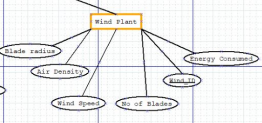 Wind Plant
Blade radius
Energy Consumed
Air Density
Wind ID
Wind Speed
No of Blades